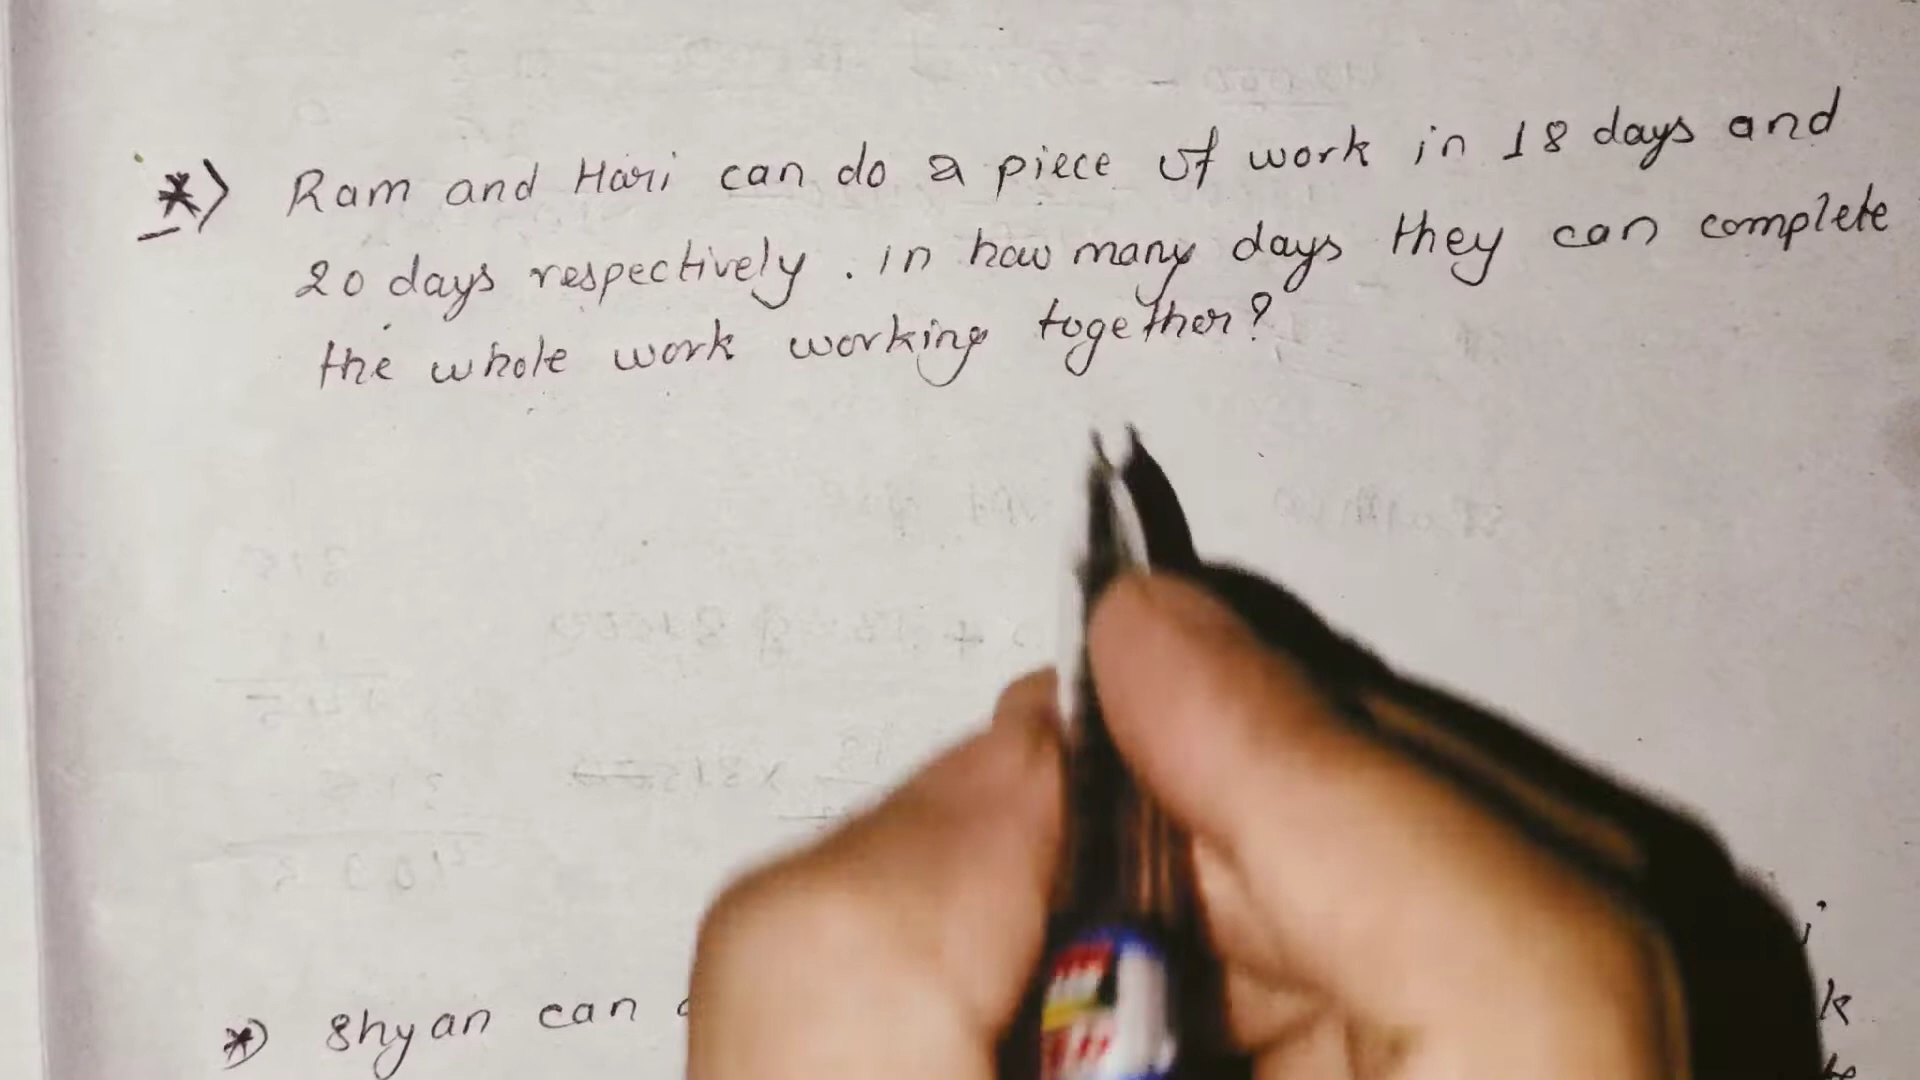 *) Ram and Hari can do a piece of work in 18 days and
20 days respectively. in how many days they can complete
the whole work working together?
*) Shyan can